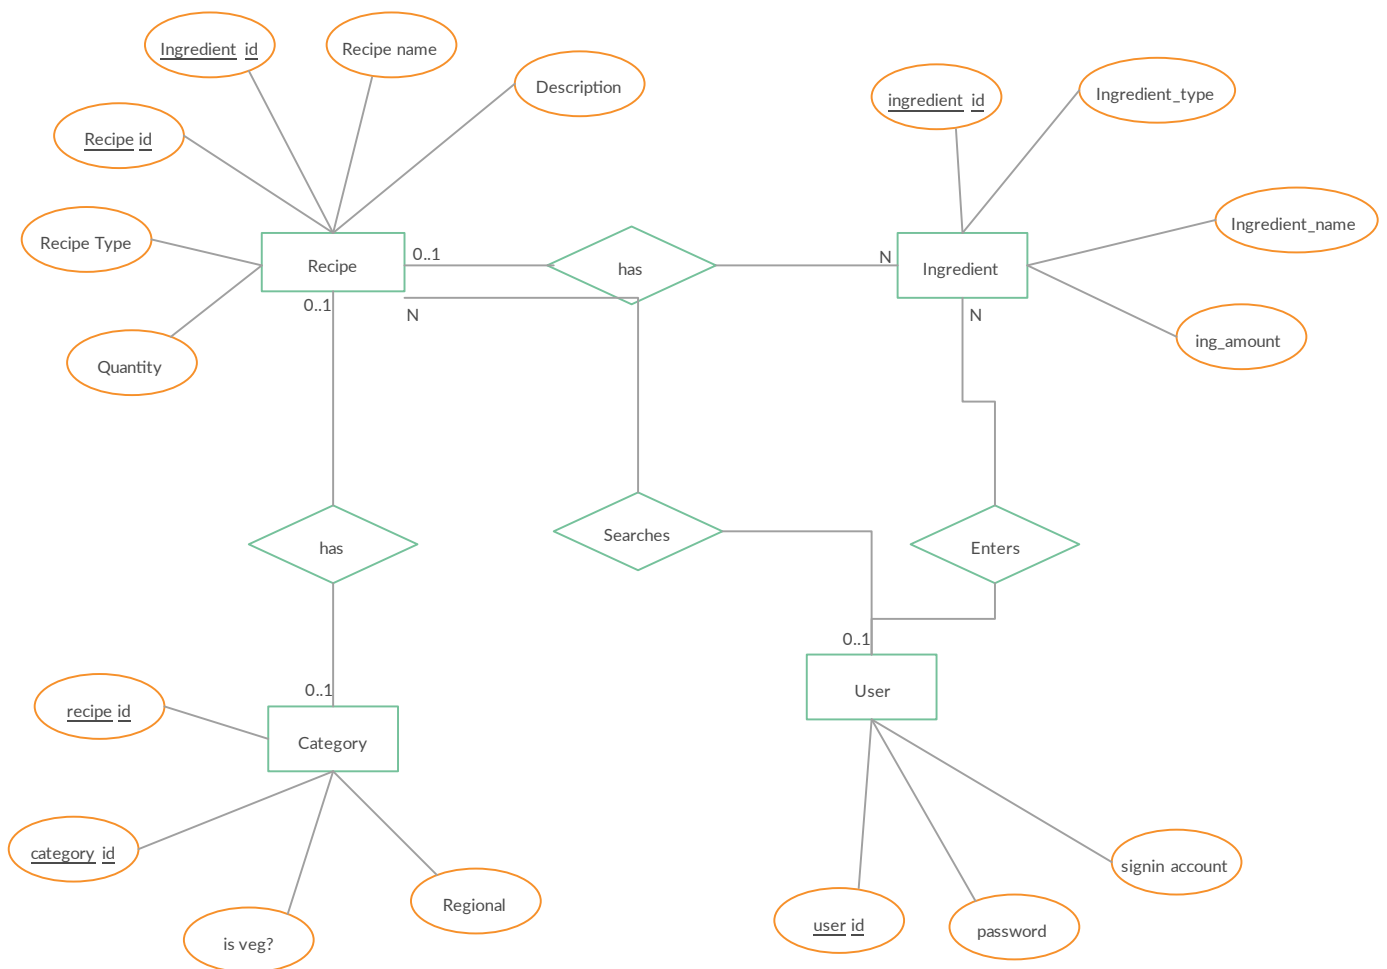 Ingredient id
Recipe name
Description
Recipe id
Recipe Type
Quantity
Recipe
0..1
has
N
Ingredient
ingredient id
Ingredient_type
Ingredient_name
ing_amount
0..1
N
N
has
Searches
Enters
0..1
0..1
recipe id
Category
User
category id
is veg?
Regional
user id
password
signin account